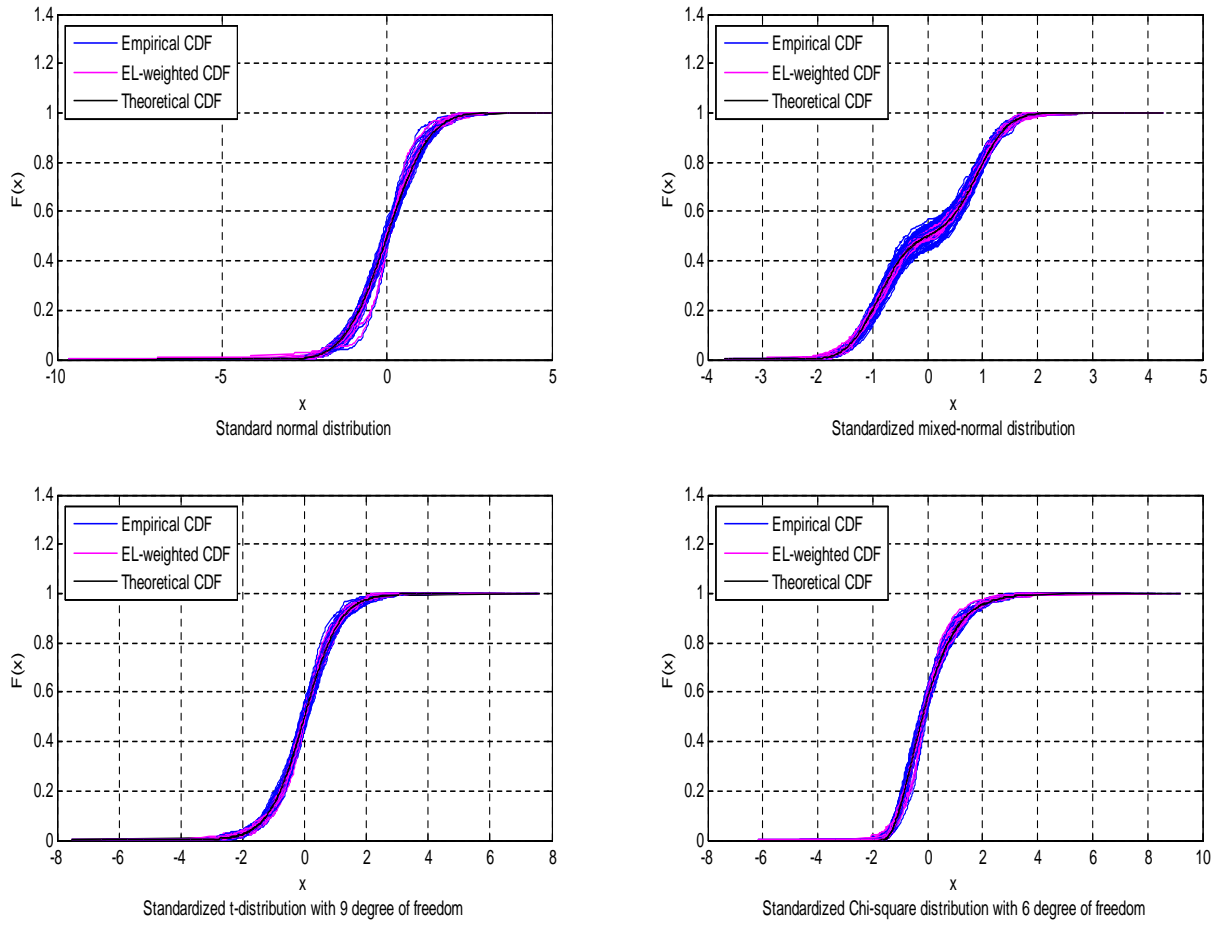 1.4
Empirical CDF
1.2
EL-weighted CDF
Theoretical CDF
1
0.8
F(x)
0.6
0.4
0.2
0
-10 -5 0 5
x
Standard normal distribution
1.4
Empirical CDF
1.2
EL-weighted CDF
Theoretical CDF
1
0.8
F(x)
0.6
0.4
0.2
0
-4 -3 -2 -1 0 1 2 3 4 5
x
Standardized mixed-normal distribution
1.4
Empirical CDF
1.2
EL-weighted CDF
Theoretical CDF
1
0.8
F(x)
0.6
0.4
0.2
0
-8 -6 -4 -2 0 2 4 6 8
x
Standardized t-distribution with 9 degree of freedom
1.4
Empirical CDF
1.2
EL-weighted CDF
Theoretical CDF
1
0.8
F(x)
0.6
0.4
0.2
0
-8 -6 -4 -2 0 2 4 6 8 10
x
Standardized Chi-square distribution with 6 degree of freedom